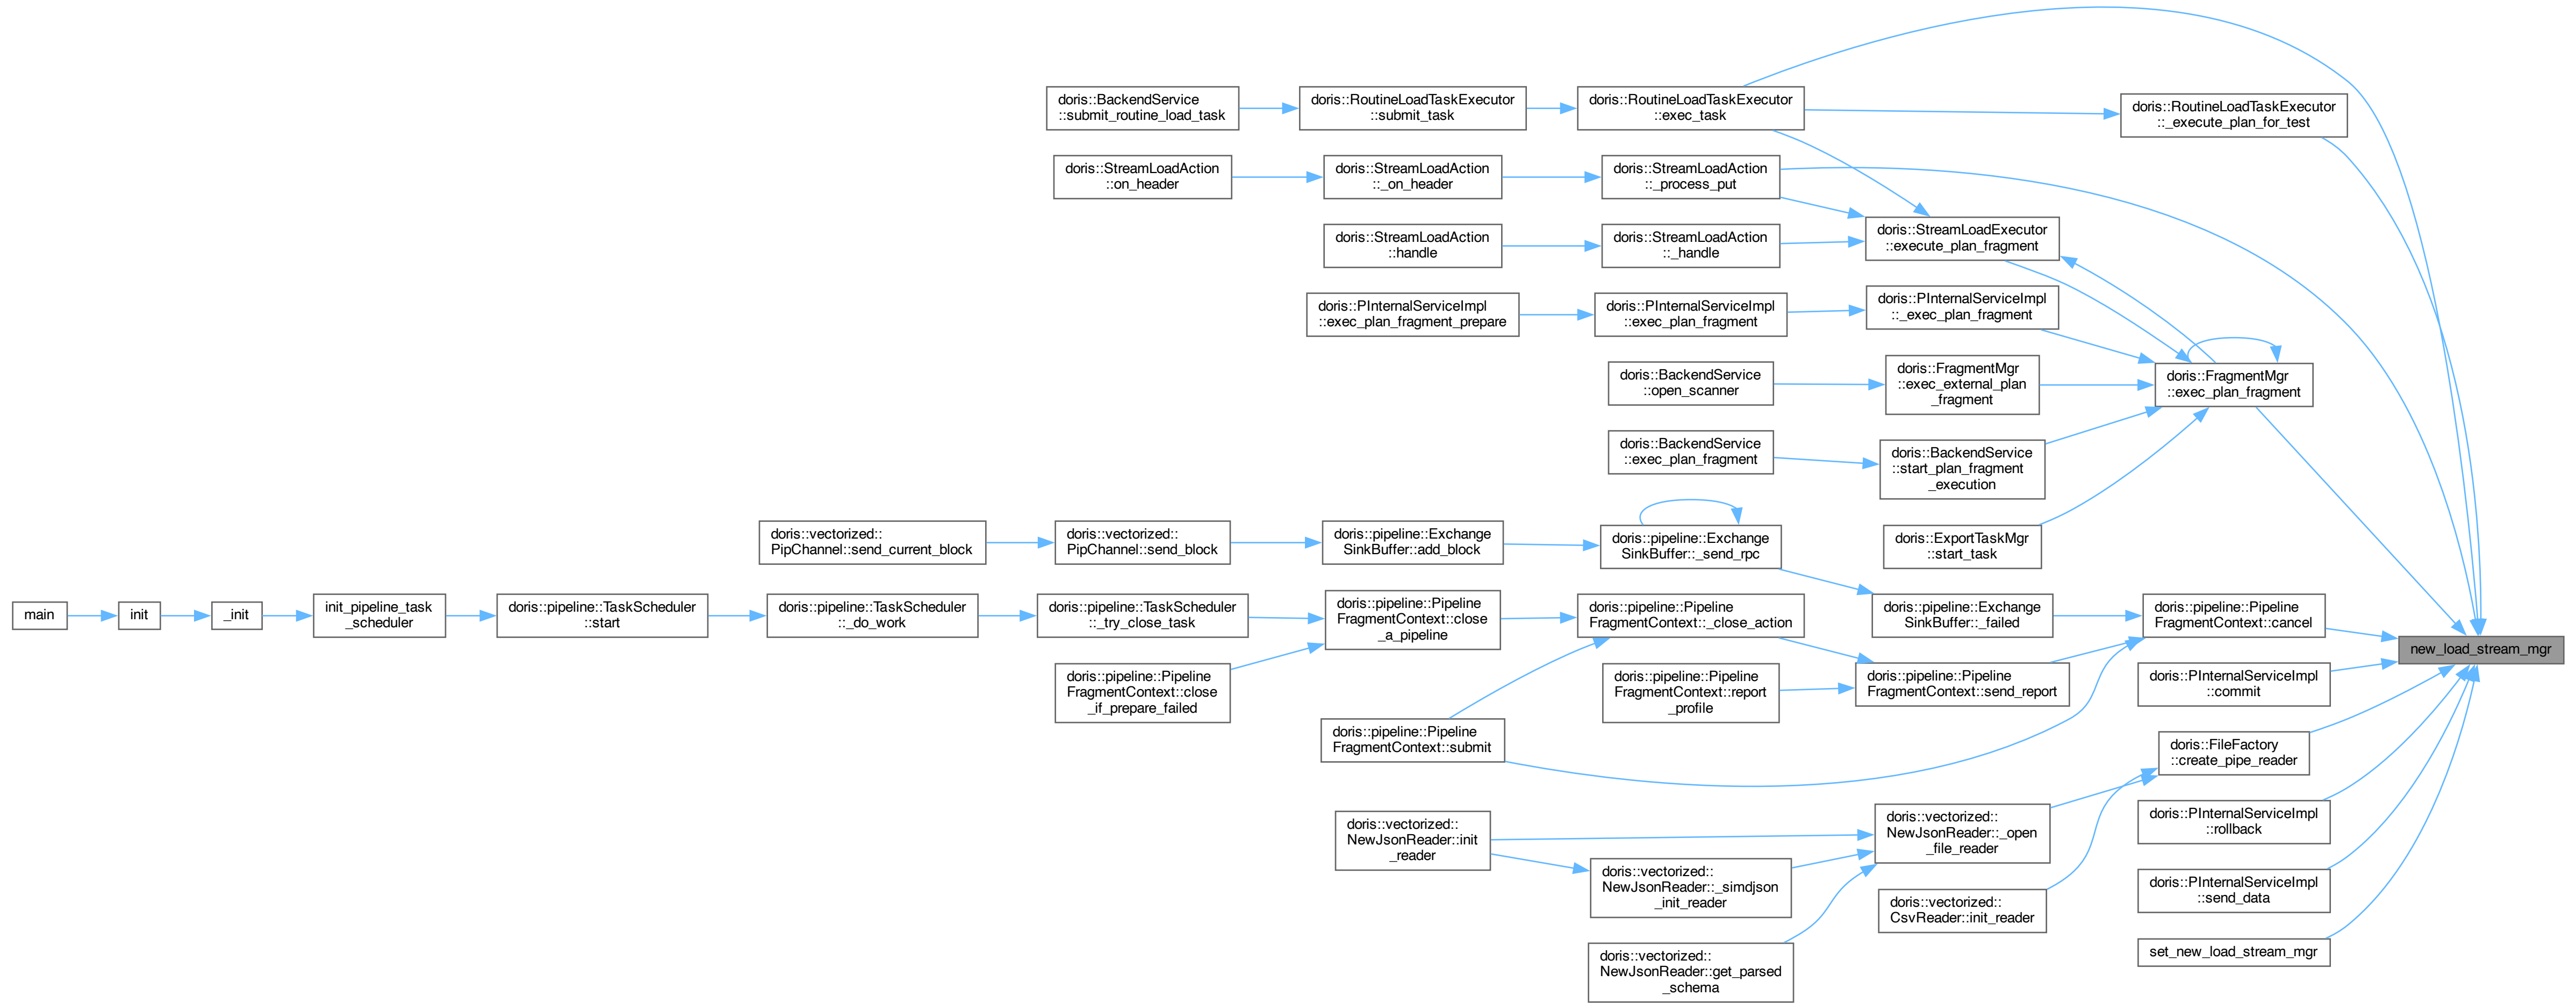 doris::BackendService
::submit_routine_load_task
doris::RoutineLoadTaskExecutor
::submit_task
doris::RoutineLoadTaskExecutor
::exec_task
doris::RoutineLoadTaskExecutor
::_execute_plan_for_test
doris::StreamLoadAction
::on_header
doris::StreamLoadAction
::_on_header
doris::StreamLoadAction
::_process_put
doris::StreamLoadAction
::handle
doris::StreamLoadAction
::_handle
doris::StreamLoadExecutor
::execute_plan_fragment
doris::PInternalServiceImpl
::exec_plan_fragment_prepare
doris::PInternalServiceImpl
::exec_plan_fragment
doris::PInternalServiceImpl
::_exec_plan_fragment
doris::BackendService
::open_scanner
doris::FragmentMgr
::exec_external_plan
_fragment
doris::FragmentMgr
::exec_plan_fragment
doris::BackendService
::exec_plan_fragment
doris::BackendService
::start_plan_fragment
_execution
doris::ExportTaskMgr
::start_task
doris::vectorized::
PipChannel::send_current_block
doris::vectorized::
PipChannel::send_block
doris::pipeline::Exchange
SinkBuffer::add_block
doris::pipeline::Exchange
SinkBuffer::_send_rpc
doris::pipeline::Exchange
SinkBuffer::_failed
doris::pipeline::Pipeline
FragmentContext::cancel
main
init
_init
init_pipeline_task
_scheduler
doris::pipeline::TaskScheduler
::start
doris::pipeline::TaskScheduler
::_do_work
doris::pipeline::TaskScheduler
::_try_close_task
doris::pipeline::Pipeline
FragmentContext::close
_a_pipeline
doris::pipeline::Pipeline
FragmentContext::_close_action
new_load_stream_mgr
doris::pipeline::Pipeline
FragmentContext::close
_if_prepare_failed
doris::pipeline::Pipeline
FragmentContext::report
_profile
doris::pipeline::Pipeline
FragmentContext::send_report
doris::PInternalServiceImpl
::commit
doris::pipeline::Pipeline
FragmentContext::submit
doris::FileFactory
::create_pipe_reader
doris::PInternalServiceImpl
::rollback
doris::vectorized::
NewJsonReader::init
_reader
doris::vectorized::
NewJsonReader::_open
_file_reader
doris::vectorized::
NewJsonReader::_simdjson
_init_reader
doris::PInternalServiceImpl
::send_data
doris::vectorized::
CsvReader::init_reader
set_new_load_stream_mgr
doris::vectorized::
NewJsonReader::get_parsed
_schema